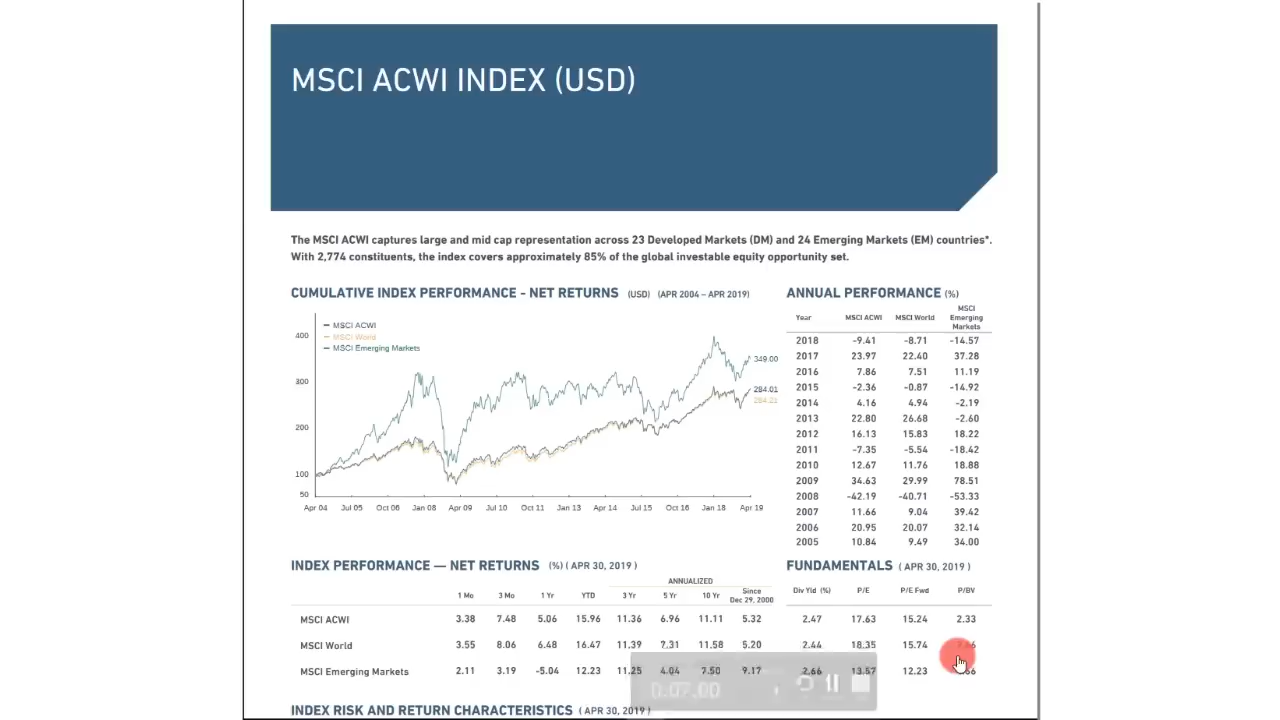 MSCI ACWI INDEX (USD)
The MSCI ACWI captures large and mid cap representation across 23 Developed Markets (DM) and 24 Emerging Markets (EM) countries*.
With 2,774 constituents, the index covers approximately 85% of the global investable equity opportunity set.
CUMULATIVE INDEX PERFORMANCE - NET RETURNS (USD) (APR 2004 – APR 2019)
MSCI ACWI
MSCI World
MSCI Emerging Markets
400
300
200
100
50
349.00
284.01
284.21
Apr 04 Jul 05 Oct 06 Jan 08 Apr 09 Jul 10 Oct 11 Jan 13 Apr 14 Jul 15 Oct 16 Jan 18 Apr 19
ANNUAL PERFORMANCE (%)
Year MSCI ACWI MSCI World MSCI Emerging Markets
2018 -9.41 -8.71 -14.57
2017 23.97 22.40 37.28
2016 7.86 7.51 11.19
2015 -2.36 -0.87 -14.92
2014 4.16 4.94 -2.19
2013 22.80 26.68 -2.60
2012 16.13 15.83 18.22
2011 -7.35 -5.54 -18.42
2010 12.67 11.76 18.88
2009 34.63 29.99 78.51
2008 -42.19 -40.71 -53.33
2007 11.66 9.04 39.42
2006 20.95 20.07 32.14
2005 10.84 9.49 34.00
INDEX PERFORMANCE — NET RETURNS (%) ( APR 30, 2019 )
ANNUALIZED
1 Mo 3 Mo 1 Yr YTD 3 Yr 5 Yr 10 Yr Since Dec 29, 2000
MSCI ACWI 3.38 7.48 5.06 15.96 11.36 6.96 11.11 5.32
MSCI World 3.55 8.06 6.48 16.47 11.39 7.31 11.58 5.20
MSCI Emerging Markets 2.11 3.19 -5.04 12.23 11.25 4.04 7.50 9.17
FUNDAMENTALS ( APR 30, 2019 )
Div Yld (%) P/E P/E Fwd P/BV
2.47 17.63 15.24 2.33
2.44 18.35 15.74
2.66 13.57 12.23
0:07.00
INDEX RISK AND RETURN CHARACTERISTICS ( APR 30, 2019 )